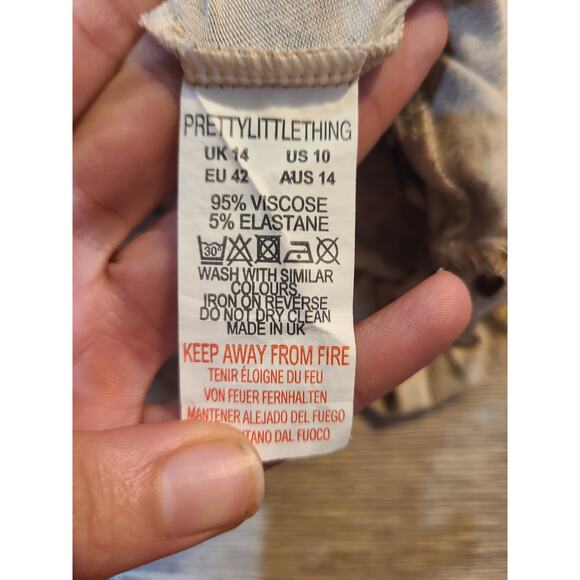 PRETTYLITTLETHING
UK 14 US 10
EU 42 AUS 14
95% VISCOSE
5% ELASTANE
30°
WASH WITH SIMILAR
COLOURS,
IRON ON REVERSE
DO NOT DRY CLEAN
MADE IN UK
KEEP AWAY FROM FIRE
TENIR ÉLOIGNE DU FEU
VON FEUER FERNHALTEN
MANTENER ALEJADO DEL FUEGO
DAL FUOCO